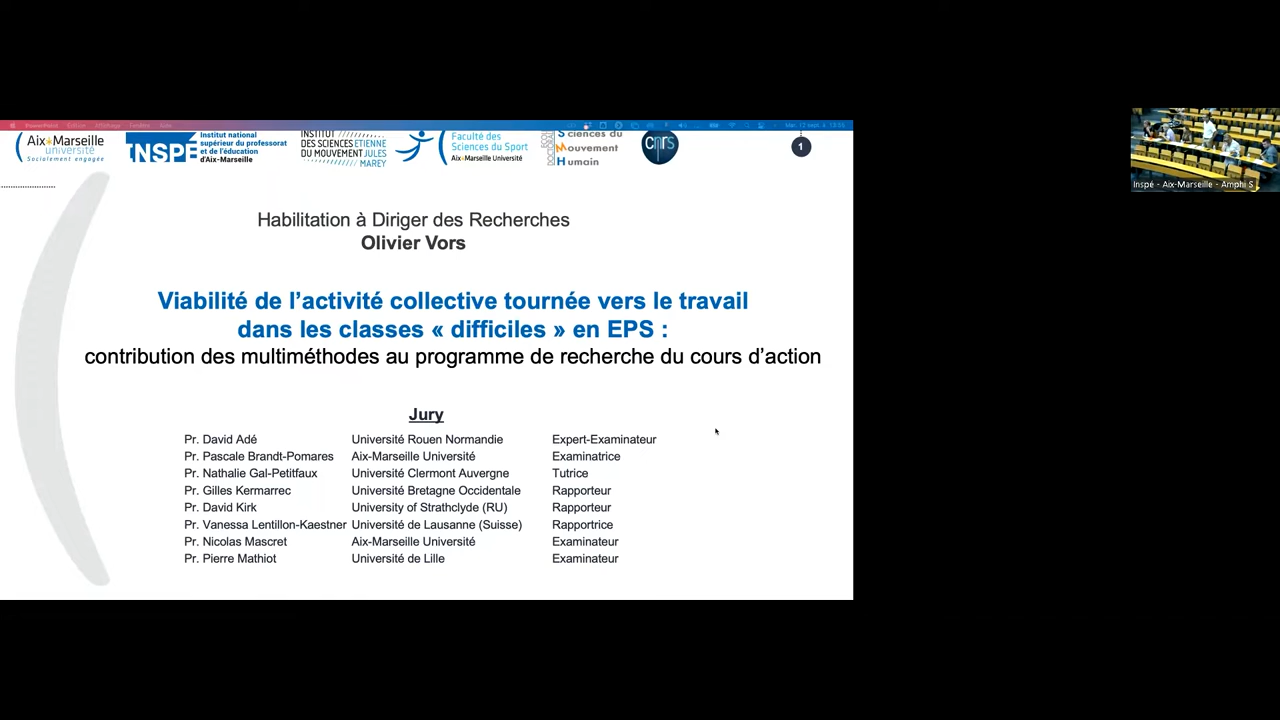 Aix*Marseille
université
Socialement engagée
INSPÉ
Institut national
supérieur du professorat
et de l'éducation
d'Aix-Marseille
INSTITUT
DES SCIENCES ETIENNE
DU MOUVEMENT JULES
MAREY
Faculté des
Sciences du Sport
Aix Marseille Université
Sciences du
Mouvement
Humain
cnrs
1
Inspé - Aix-Marseille - Amphi S
Habilitation à Diriger des Recherches
Olivier Vors
Viabilité de l’activité collective tournée vers le travail
dans les classes « difficiles » en EPS :
contribution des multiméthodes au programme de recherche du cours d’action
Jury
Pr. David Adé Université Rouen Normandie Expert-Examinateur
Pr. Pascale Brandt-Pomares Aix-Marseille Université Examinatrice
Pr. Nathalie Gal-Petitfaux Université Clermont Auvergne Tutrice
Pr. Gilles Kermarrec Université Bretagne Occidentale Rapporteur
Pr. David Kirk University of Strathclyde (RU) Rapporteur
Pr. Vanessa Lentillon-Kaestner Université de Lausanne (Suisse) Rapportrice
Pr. Nicolas Mascret Aix-Marseille Université Examinateur
Pr. Pierre Mathiot Université de Lille Examinateur